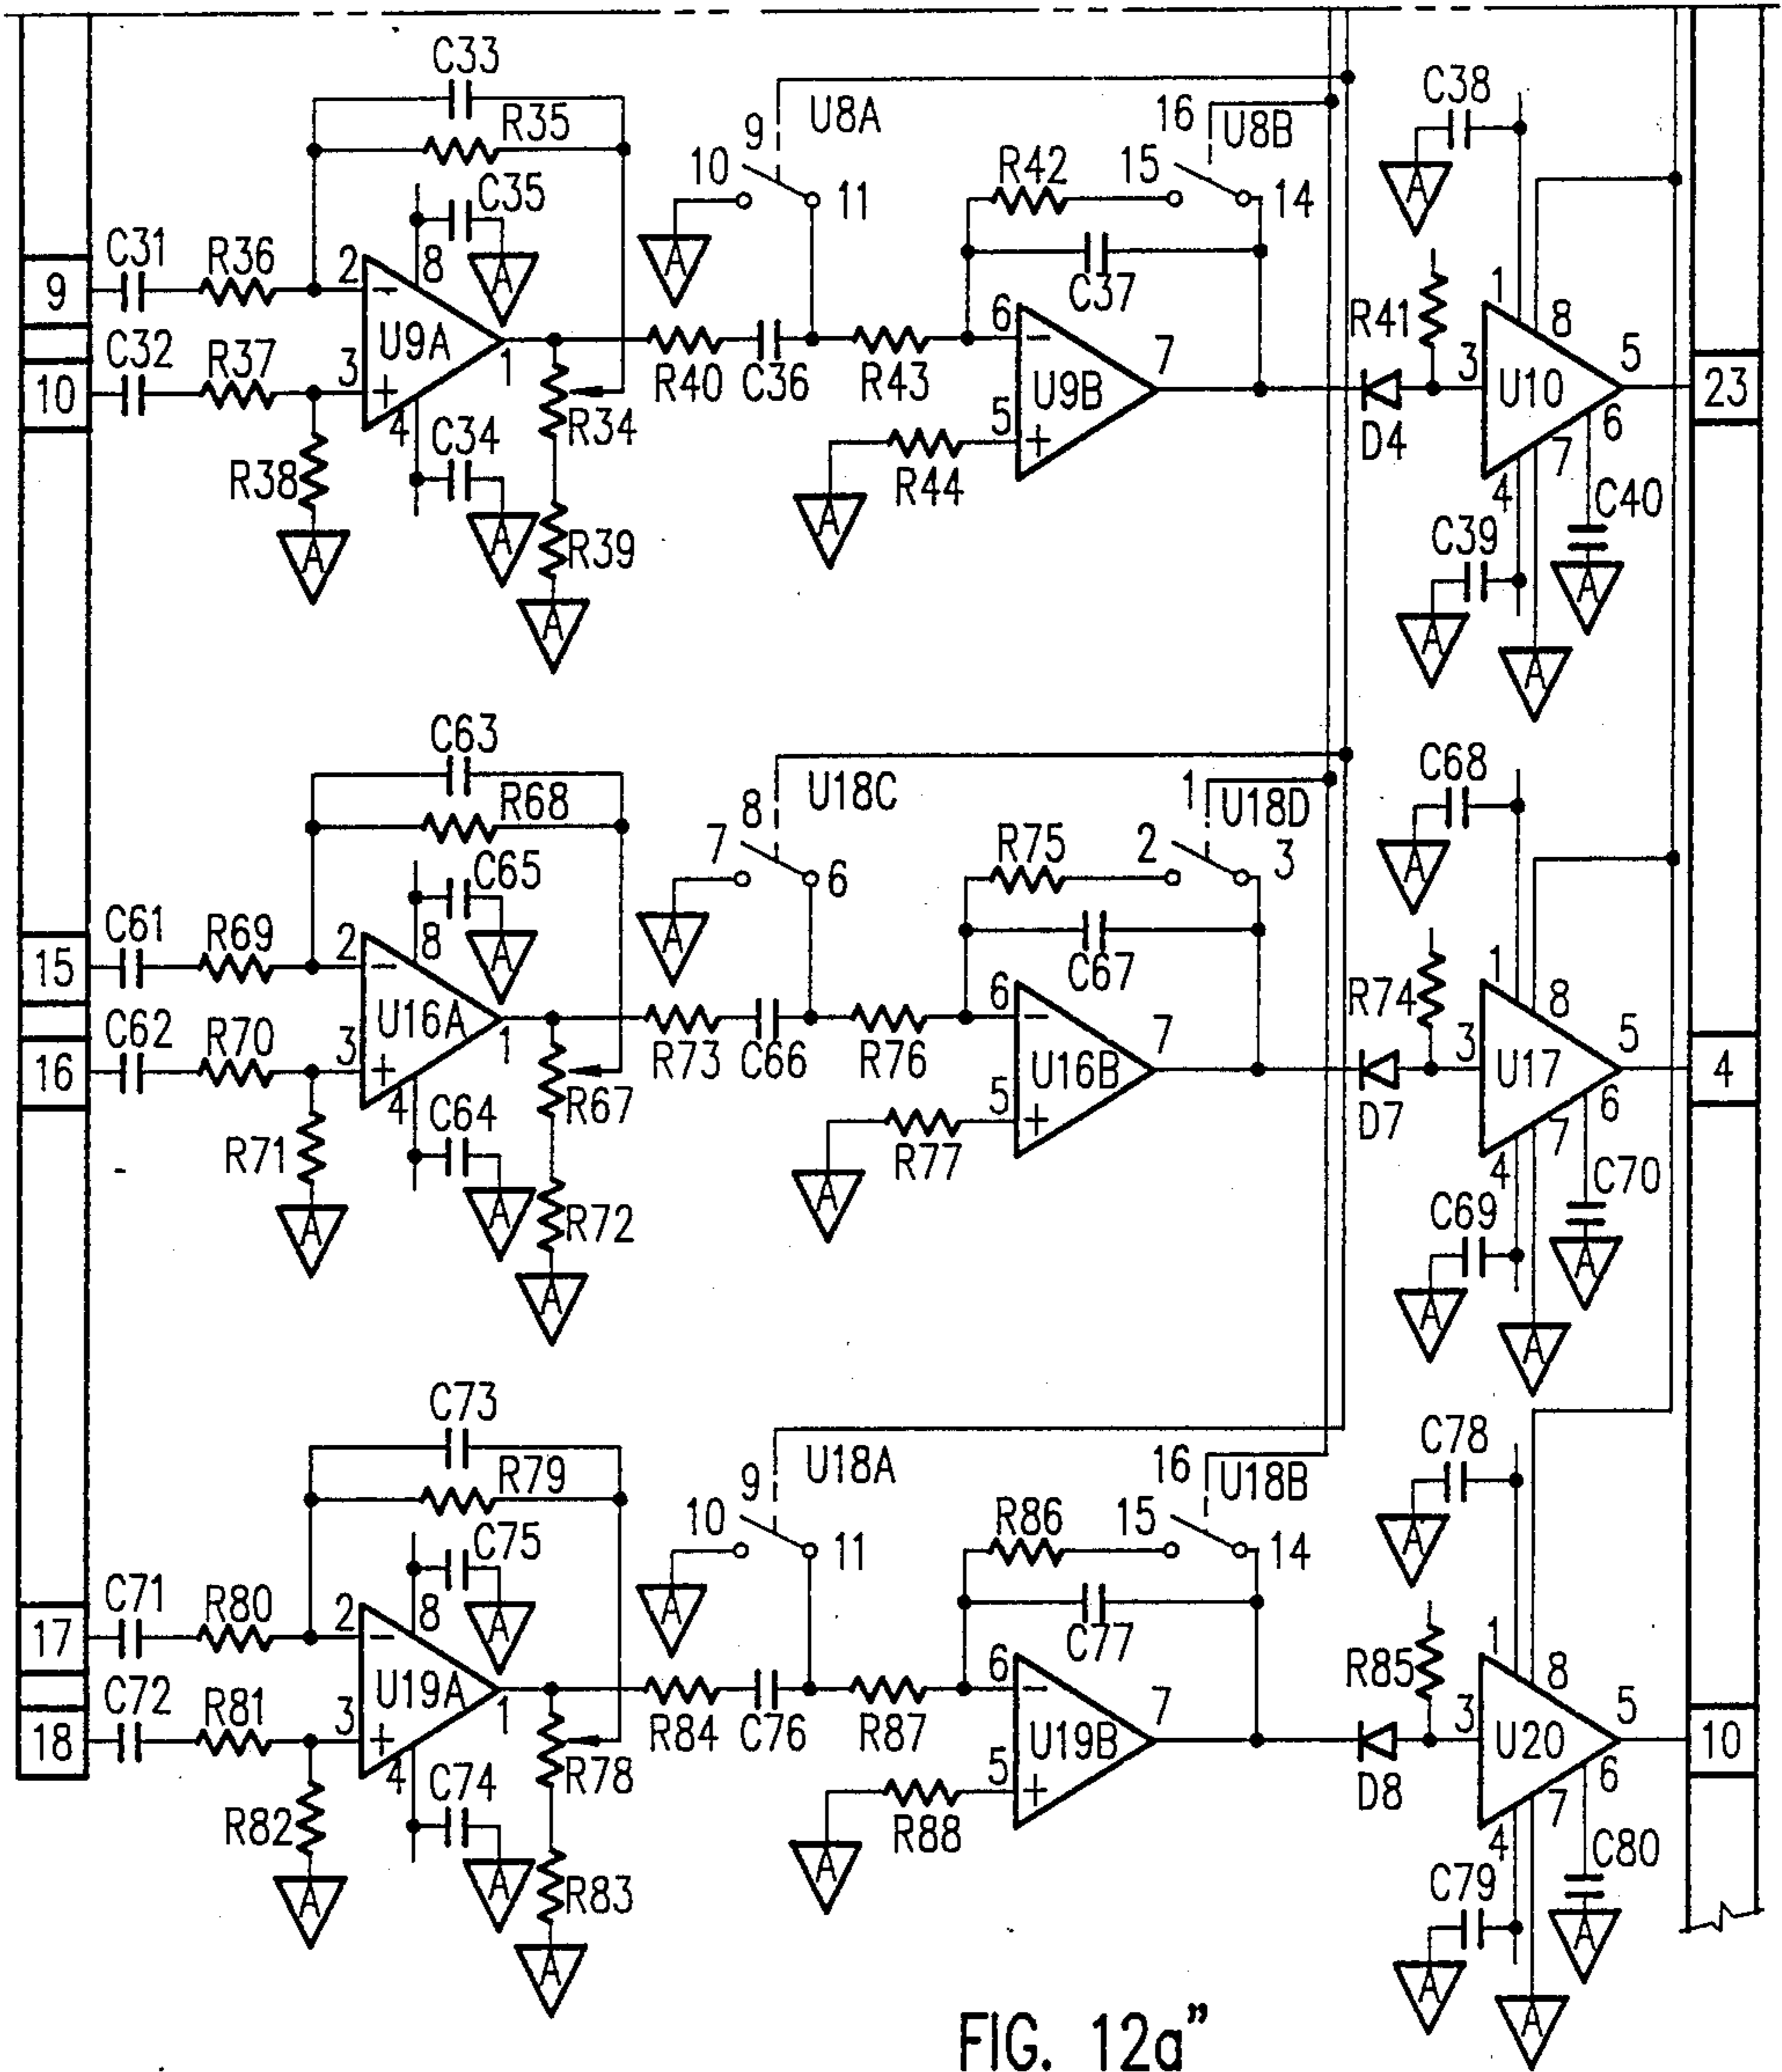 C33
R35
C35
C31
R36
2
−
8
A
9
U9A
1
C32
R37
3
+
4
10
C34
A
R38
A
R34
R39
A
9
U8A
10
11
A
R40
C36
R43
16
U8B
R42
15
14
C37
6
−
7
U9B
5
+
R44
A
C38
A
R41
1
8
D4
3
U10
5
6
7
4
23
C39
A
C40
A
A
C63
R68
C65
C61
R69
2
−
8
A
15
U16A
1
C62
R70
3
+
4
16
C64
A
R71
A
R67
R72
A
8
U18C
7
6
A
R73
C66
R76
1
U18D
R75
2
3
C67
6
−
7
U16B
5
+
R77
A
C68
A
R74
1
8
D7
3
U17
5
6
7
4
4
C69
A
C70
A
A
C73
R79
C75
C71
R80
2
−
8
A
17
U19A
1
C72
R81
3
+
4
18
C74
A
R82
A
R78
R83
A
9
U18A
10
11
A
R84
C76
R87
16
U18B
R86
15
14
C77
6
−
7
U19B
5
+
R88
A
C78
A
R85
1
8
D8
3
U20
5
6
7
4
10
C79
A
C80
A
A
FIG. 12a”